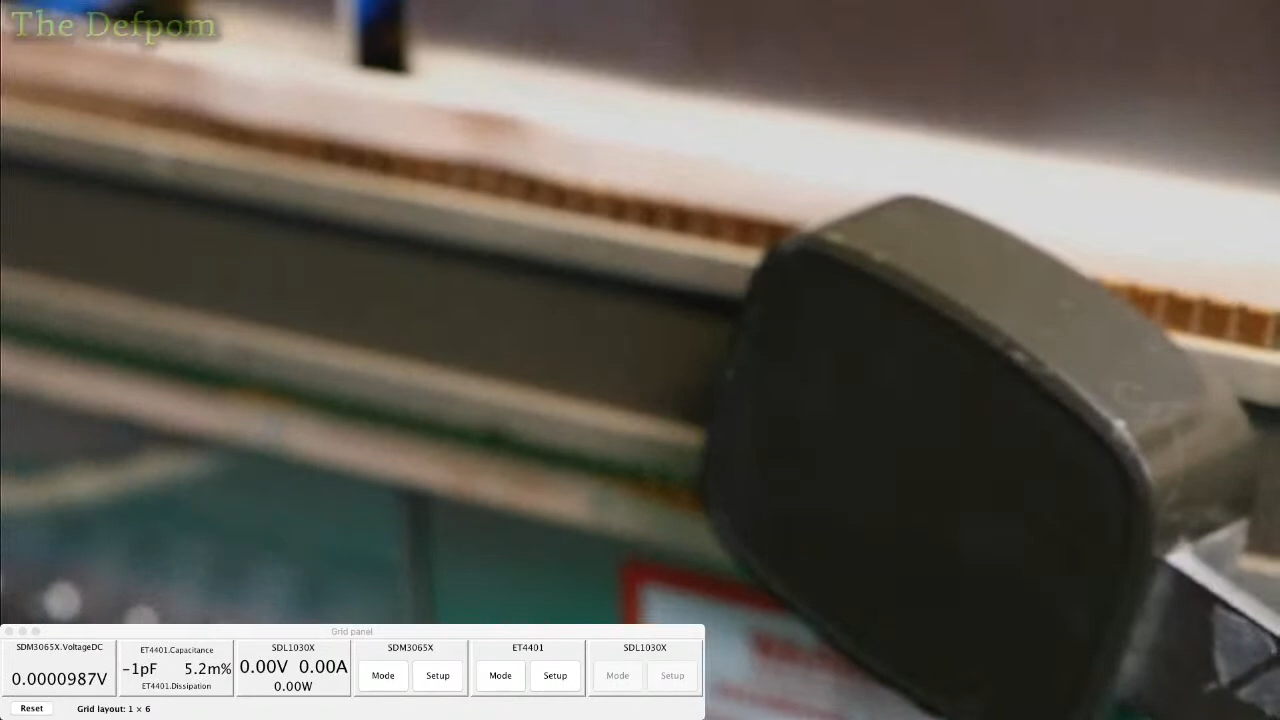 The Defpom
Grid panel
SDM3065X.VoltageDC
0.0000987V
ET4401.Capacitance
-1pF 5.2m%
ET4401.Dissipation
SDL1030X
0.00V 0.00A
0.00W
SDM3065X
Mode Setup
ET4401
Mode Setup
SDL1030X
Mode Setup
Reset Grid layout: 1 × 6